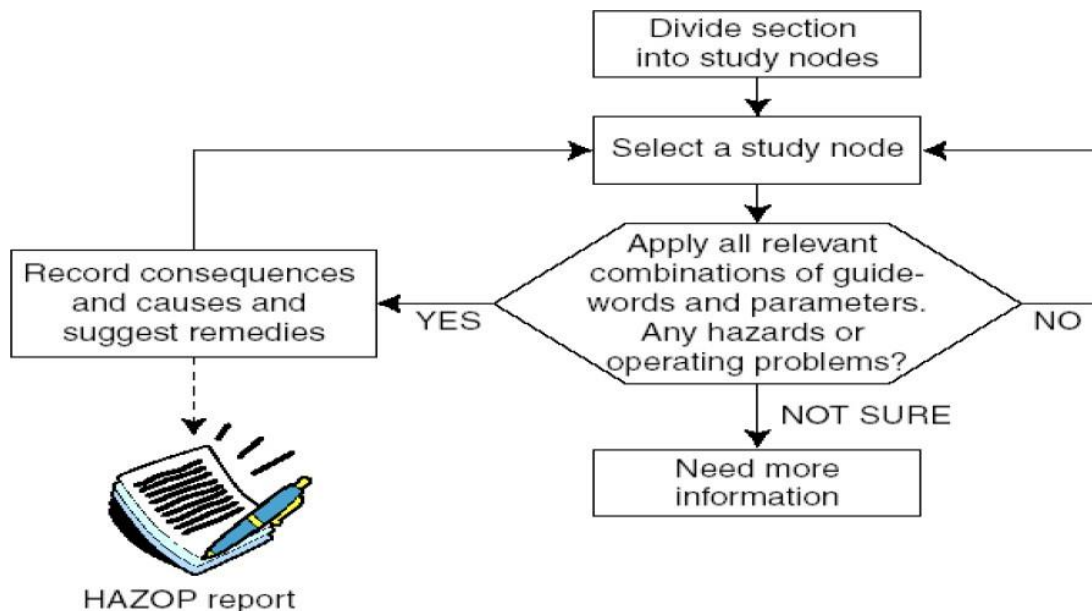 Divide section
into study nodes
Select a study node
Apply all relevant
combinations of guide-
words and parameters.
Any hazards or
operating problems?
YES
NO
Record consequences
and causes and
suggest remedies
NOT SURE
Need more
information
HAZOP report